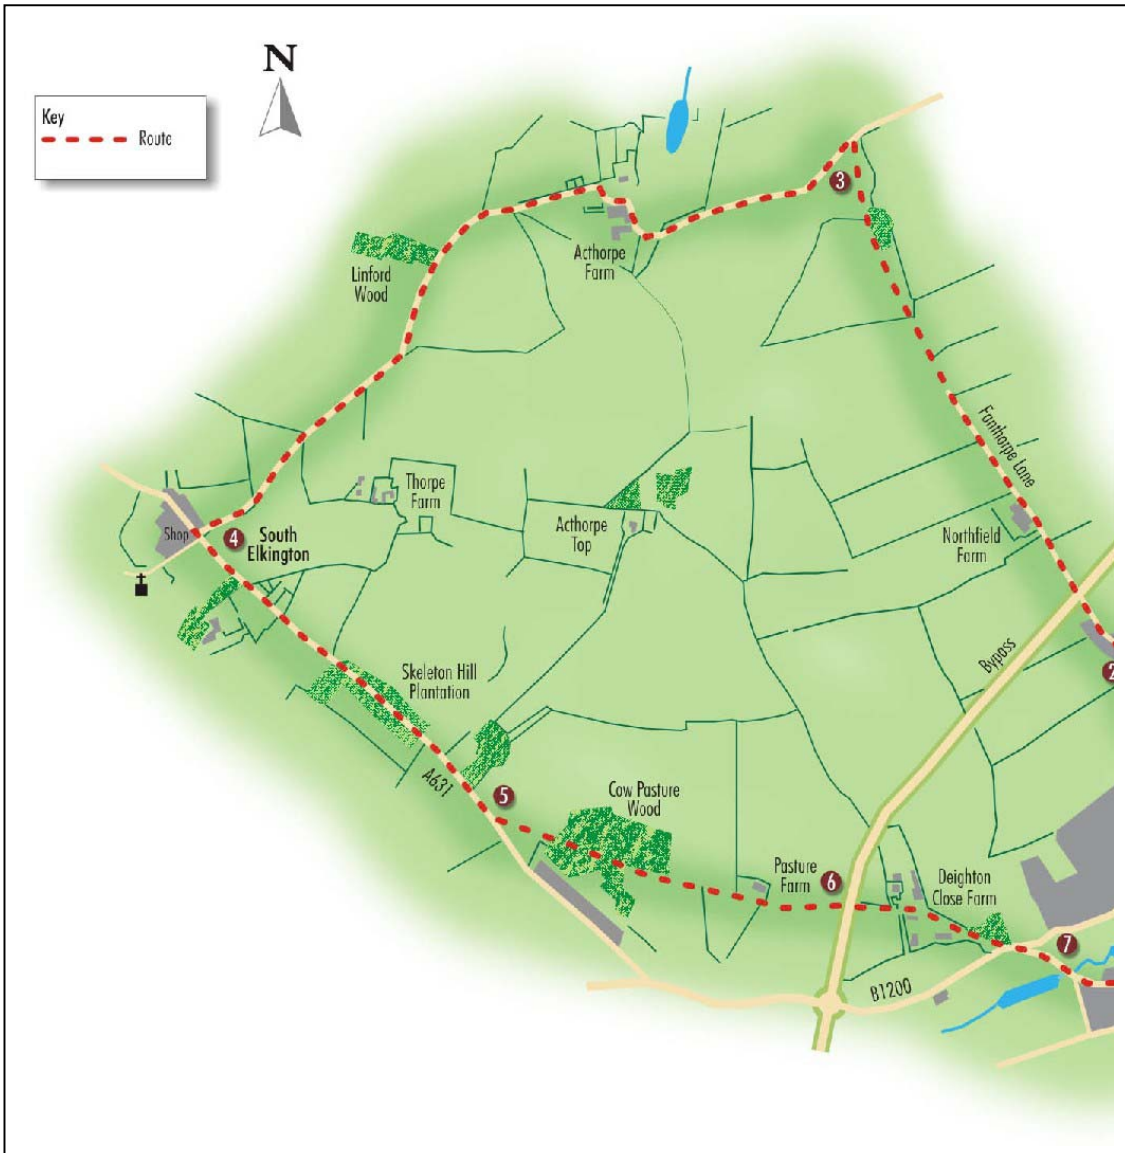 N
Key
Route
3
Linford
Wood
Acthorpe
Farm
Fanthorpe Lane
Thorpe
Farm
Shop
4
South
Elkington
Acthorpe
Top
Northfield
Farm
Bypass
2
Skeleton Hill
Plantation
A631
5
Cow Pasture
Wood
Pasture
Farm
6
Deighton
Close Farm
7
B1200